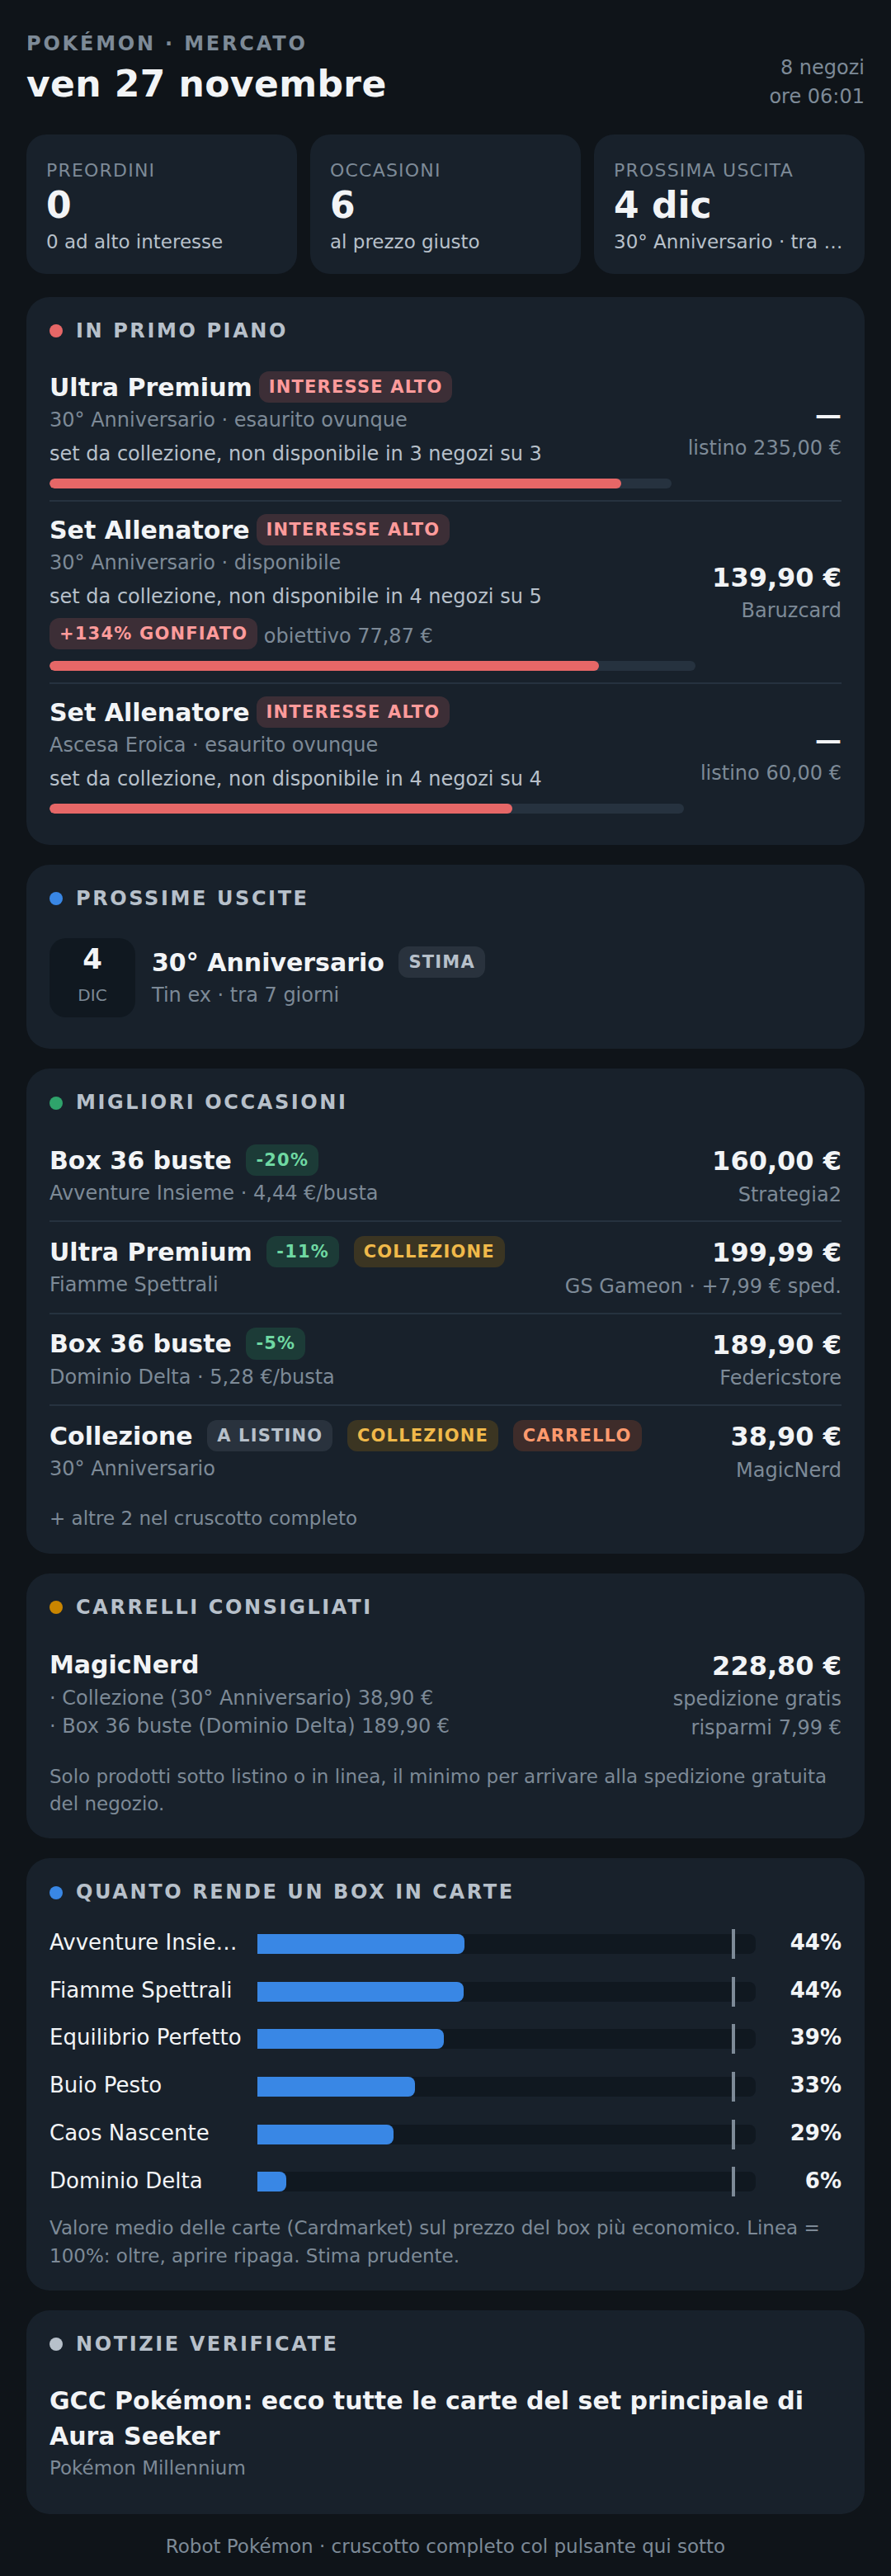 POKÉMON · MERCATO
ven 27 novembre
8 negozi
ore 06:01
PREORDINI
0
0 ad alto interesse
OCCASIONI
6
al prezzo giusto
PROSSIMA USCITA
4 dic
30° Anniversario · tra …
IN PRIMO PIANO
Ultra Premium INTERESSE ALTO
30° Anniversario · esaurito ovunque
set da collezione, non disponibile in 3 negozi su 3
—
listino 235,00 €
Set Allenatore INTERESSE ALTO
30° Anniversario · disponibile
set da collezione, non disponibile in 4 negozi su 5
+134% GONFIATO obiettivo 77,87 €
139,90 €
Baruzcard
Set Allenatore INTERESSE ALTO
Ascesa Eroica · esaurito ovunque
set da collezione, non disponibile in 4 negozi su 4
—
listino 60,00 €
PROSSIME USCITE
4
DIC
30° Anniversario STIMA
Tin ex · tra 7 giorni
MIGLIORI OCCASIONI
Box 36 buste -20%
Avventure Insieme · 4,44 €/busta
160,00 €
Strategia2
Ultra Premium -11% COLLEZIONE
Fiamme Spettrali
199,99 €
GS Gameon · +7,99 € sped.
Box 36 buste -5%
Dominio Delta · 5,28 €/busta
189,90 €
Federicstore
Collezione A LISTINO COLLEZIONE CARRELLO
30° Anniversario
38,90 €
MagicNerd
+ altre 2 nel cruscotto completo
CARRELLI CONSIGLIATI
MagicNerd
· Collezione (30° Anniversario) 38,90 €
· Box 36 buste (Dominio Delta) 189,90 €
228,80 €
spedizione gratis
risparmi 7,99 €
Solo prodotti sotto listino o in linea, il minimo per arrivare alla spedizione gratuita
del negozio.
QUANTO RENDE UN BOX IN CARTE
Avventure Insie… 44%
Fiamme Spettrali 44%
Equilibrio Perfetto 39%
Buio Pesto 33%
Caos Nascente 29%
Dominio Delta 6%
Valore medio delle carte (Cardmarket) sul prezzo del box più economico. Linea =
100%: oltre, aprire ripaga. Stima prudente.
NOTIZIE VERIFICATE
GCC Pokémon: ecco tutte le carte del set principale di
Aura Seeker
Pokémon Millennium
Robot Pokémon · cruscotto completo col pulsante qui sotto